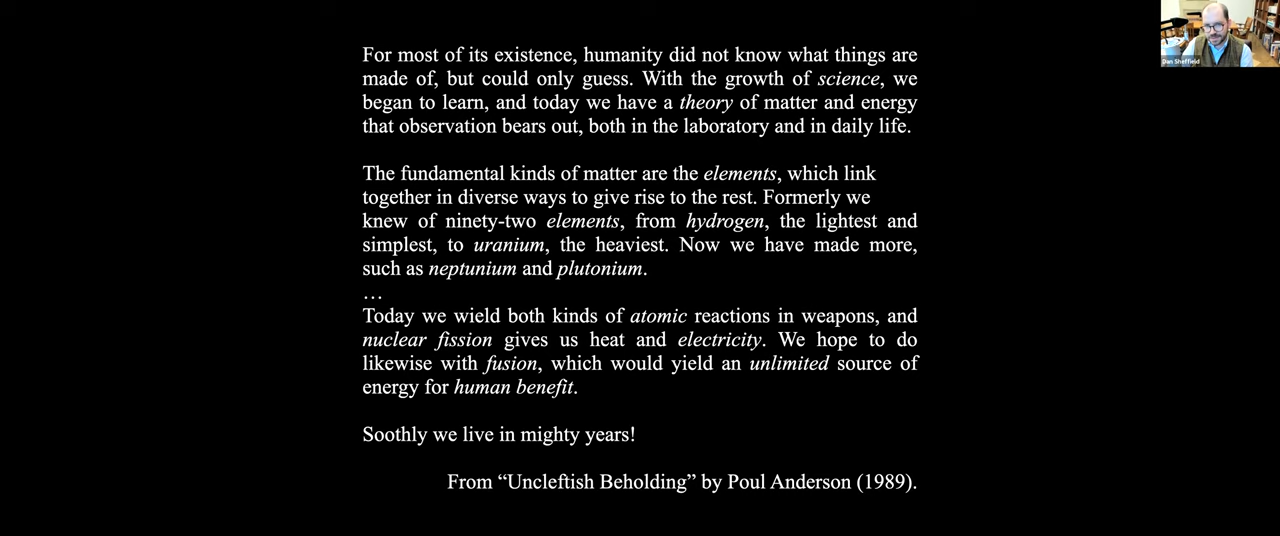 Dan Sheffield
For most of its existence, humanity did not know what things are
made of, but could only guess. With the growth of science, we
began to learn, and today we have a theory of matter and energy
that observation bears out, both in the laboratory and in daily life.
The fundamental kinds of matter are the elements, which link
together in diverse ways to give rise to the rest. Formerly we
knew of ninety-two elements, from hydrogen, the lightest and
simplest, to uranium, the heaviest. Now we have made more,
such as neptunium and plutonium.
…
Today we wield both kinds of atomic reactions in weapons, and
nuclear fission gives us heat and electricity. We hope to do
likewise with fusion, which would yield an unlimited source of
energy for human benefit.
Soothly we live in mighty years!
From “Uncleftish Beholding” by Poul Anderson (1989).